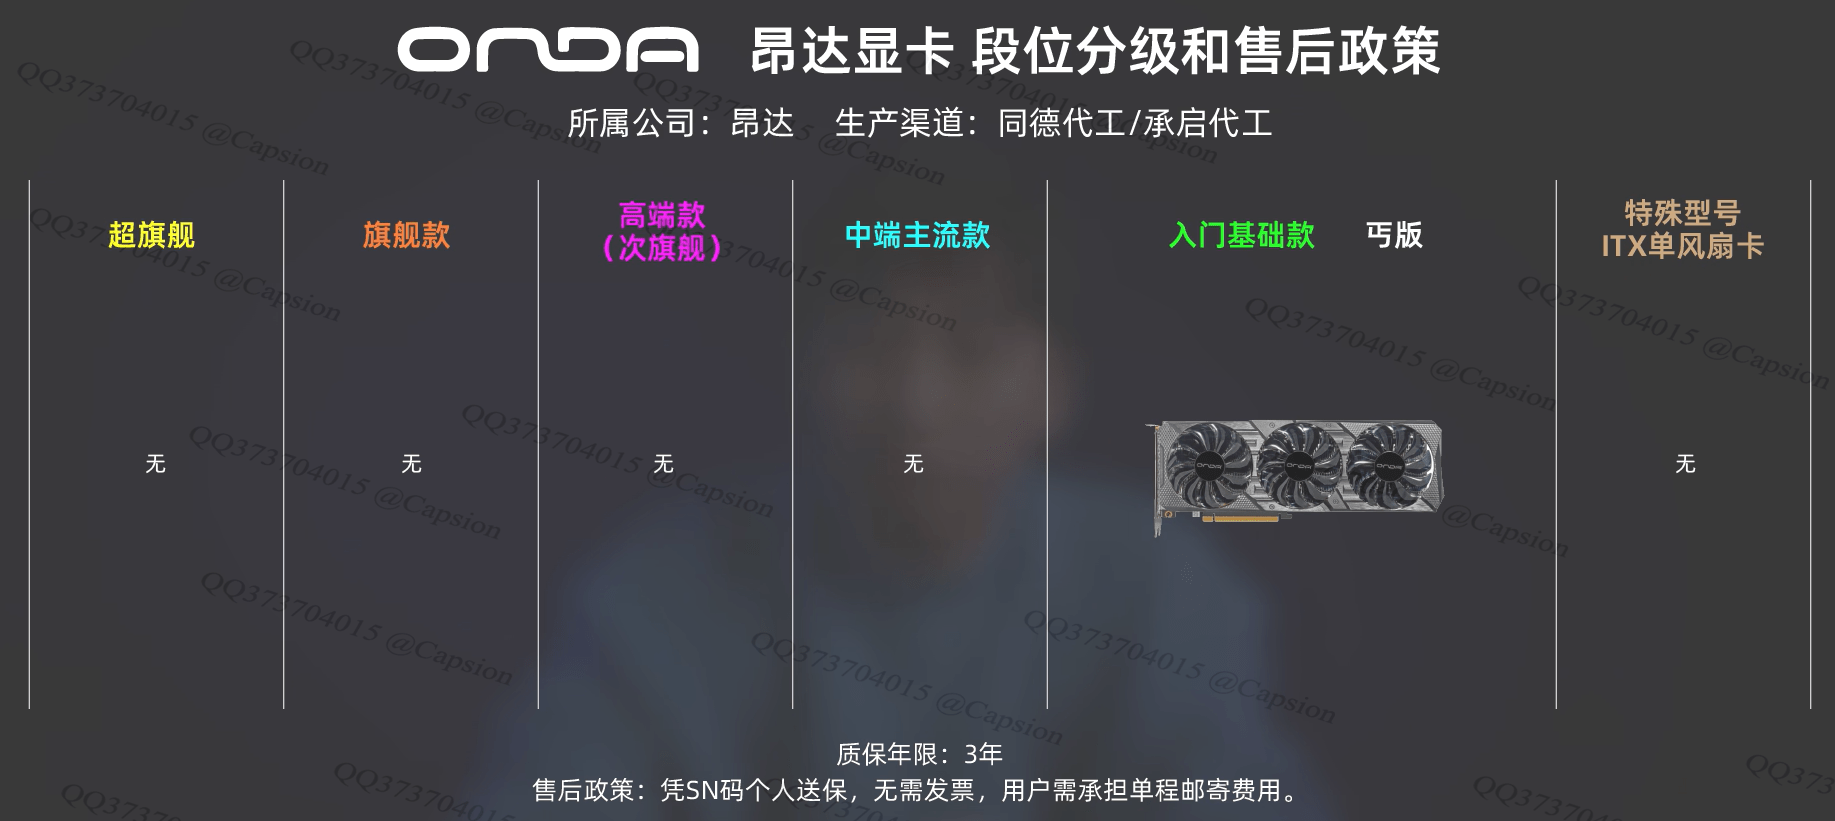 ONDA 昂达显卡 段位分级和售后政策
所属公司：昂达 生产渠道：同德代工/承启代工
超旗舰
旗舰款
高端款
（次旗舰）
中端主流款
入门基础款 丐版
特殊型号
ITX单风扇卡
无
无
无
无
ONDA
ONDA
ONDA
无
质保年限：3年
售后政策：凭SN码个人送保，无需发票，用户需承担单程邮寄费用。
QQ373704015 @Capsion